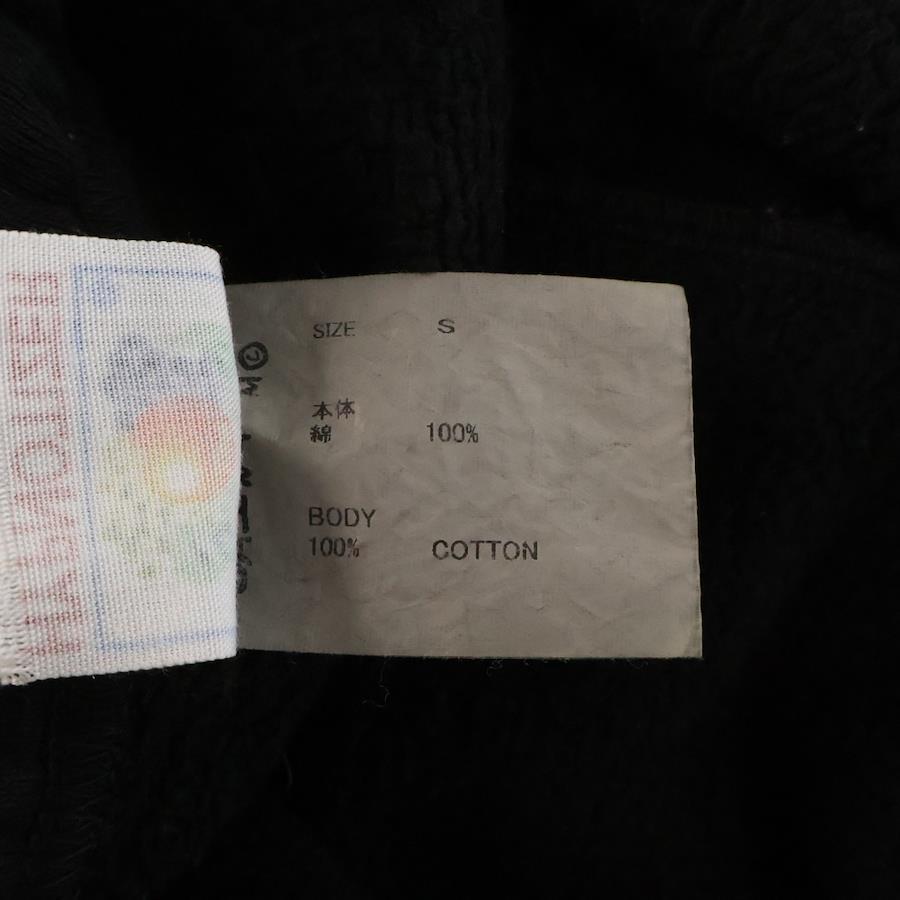 SIZE S
本体
綿 100%
BODY
100% COTTON